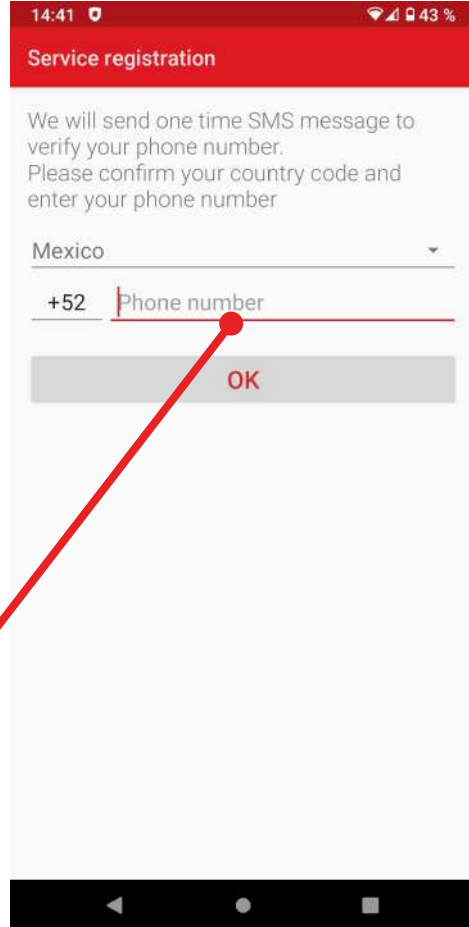 14:41 43 %
Service registration
We will send one time SMS message to
verify your phone number.
Please confirm your country code and
enter your phone number
Mexico
+52 Phone number
OK